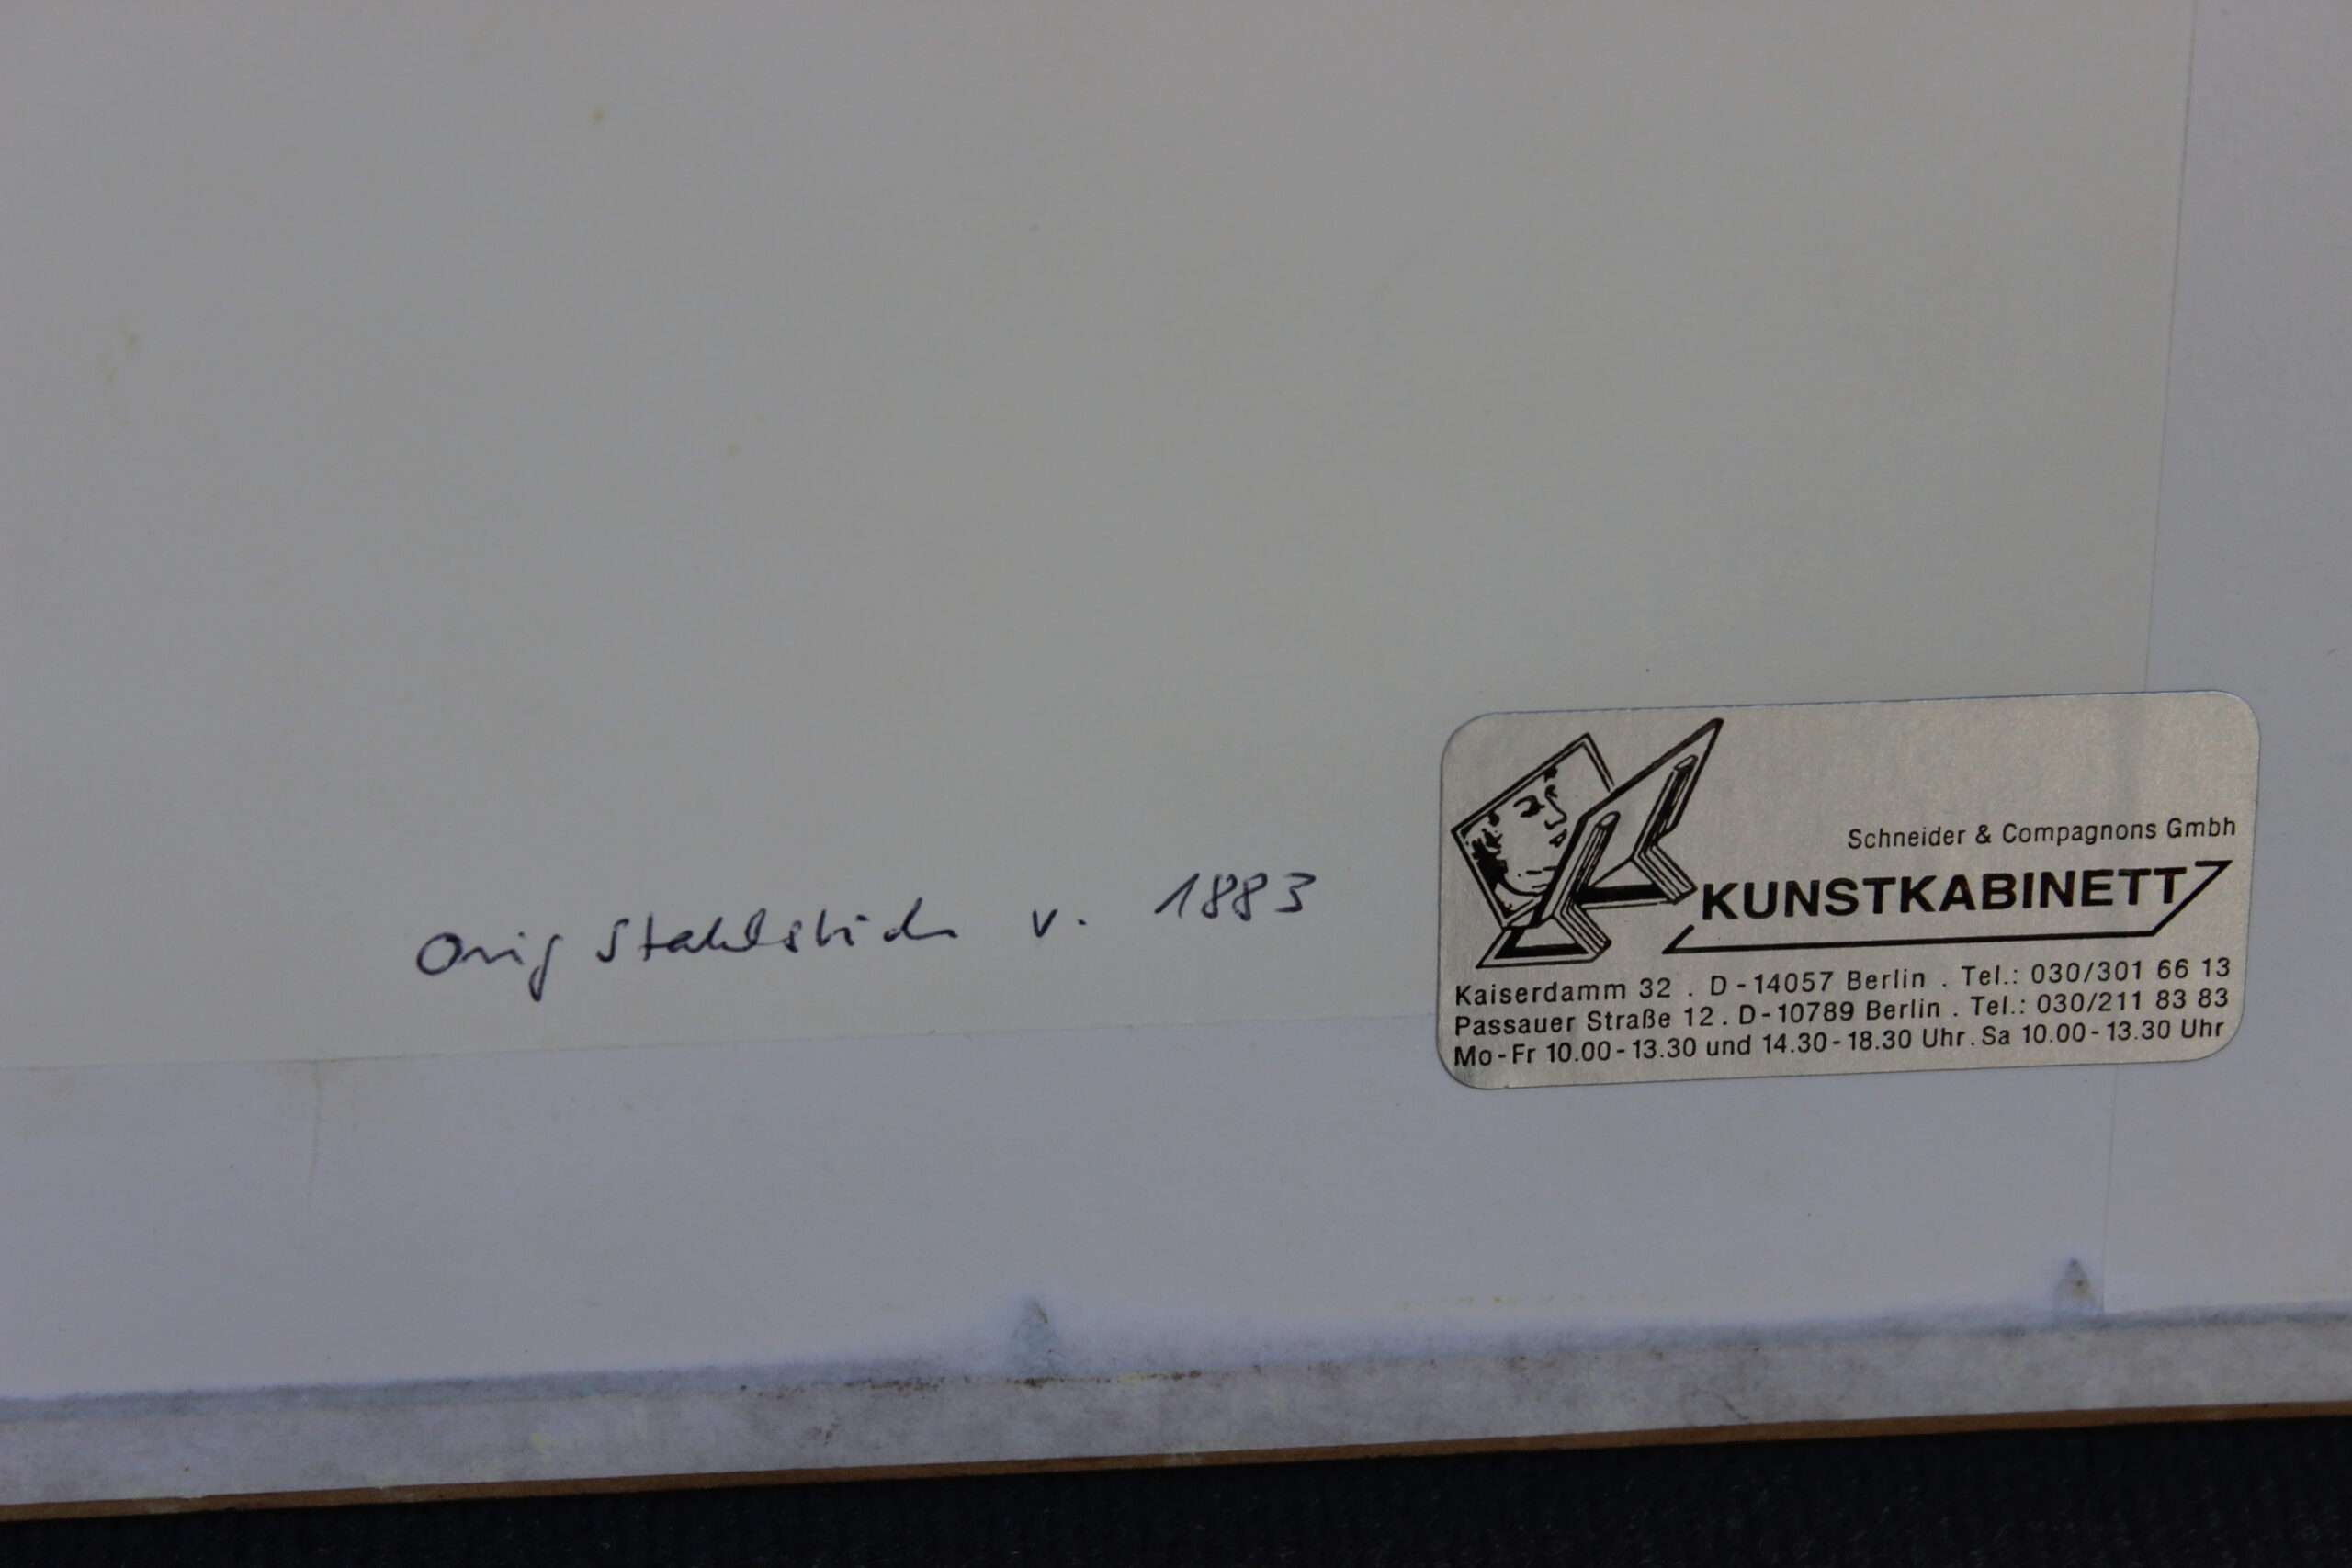 Orig Stahlstich v. 1883
Schneider & Compagnons Gmbh
KUNSTKABINETT
Kaiserdamm 32 . D-14057 Berlin . Tel.: 030/301 66 13
Passauer Straße 12 . D-10789 Berlin . Tel.: 030/211 83 83
Mo-Fr 10.00-13.30 und 14.30-18.30 Uhr . Sa 10.00-13.30 Uhr